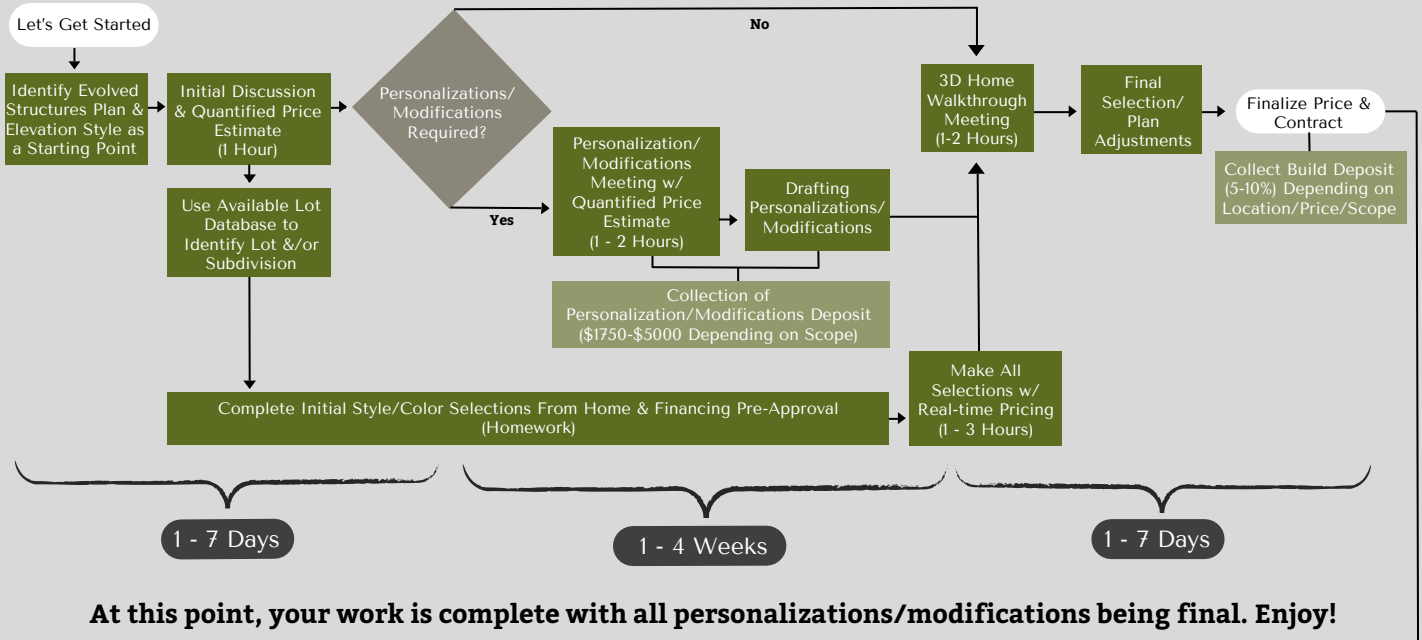 Let's Get Started
Identify Evolved
Structures Plan &
Elevation Style as
a Starting Point
Initial Discussion
& Quantified Price
Estimate
(1 Hour)
Use Available Lot
Database to
Identify Lot &/or
Subdivision
Personalizations/
Modifications
Required?
No
Yes
Personalization/
Modifications
Meeting w/
Quantified Price
Estimate
(1 - 2 Hours)
Drafting
Personalizations/
Modifications
Collection of
Personalization/Modifications Deposit
($1750-$5000 Depending on Scope)
3D Home
Walkthrough
Meeting
(1-2 Hours)
Final
Selection/
Plan
Adjustments
Finalize Price &
Contract
Collect Build Deposit
(5-10%) Depending on
Location/Price/Scope
Complete Initial Style/Color Selections From Home & Financing Pre-Approval
(Homework)
Make All
Selections w/
Real-time Pricing
(1 - 3 Hours)
1 - 7 Days
1 - 4 Weeks
1 - 7 Days
At this point, your work is complete with all personalizations/modifications being final. Enjoy!